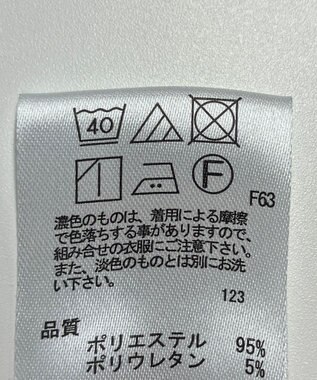 40
F
F63
濃色のものは、着用による摩擦
で色落ちする事がありますので、
組み合せの衣服にご注意下さい。
また、淡色のものとは別にお洗
い下さい。
123
品質
ポリエステル 95%
ポリウレタン 5%